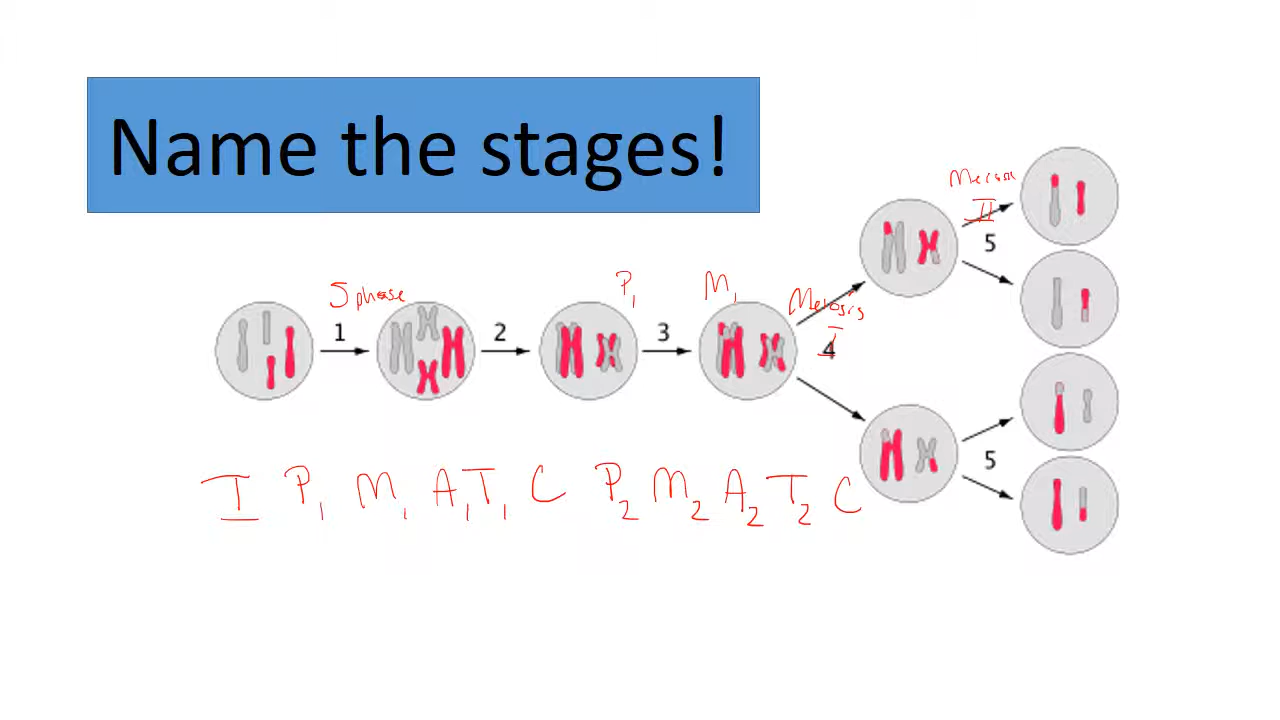 Name the stages!
Meiosis
II
5
S phase
P1
M1
Meiosis
I
1
2
3
4
5
I P1 M1 A1 T1 C P2 M2 A2 T2 C